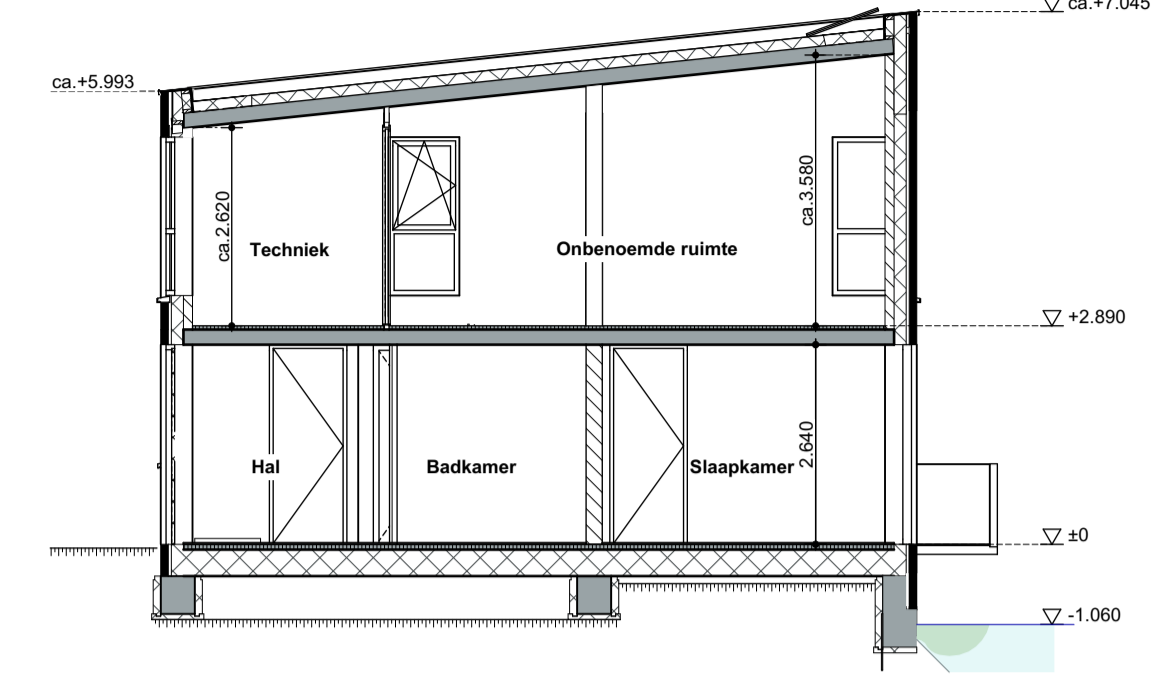 ca.+7.045
ca.+5.993
ca.2.620
ca.3.580
Techniek
Onbenoemde ruimte
+2.890
2.640
Hal
Badkamer
Slaapkamer
±0
-1.060